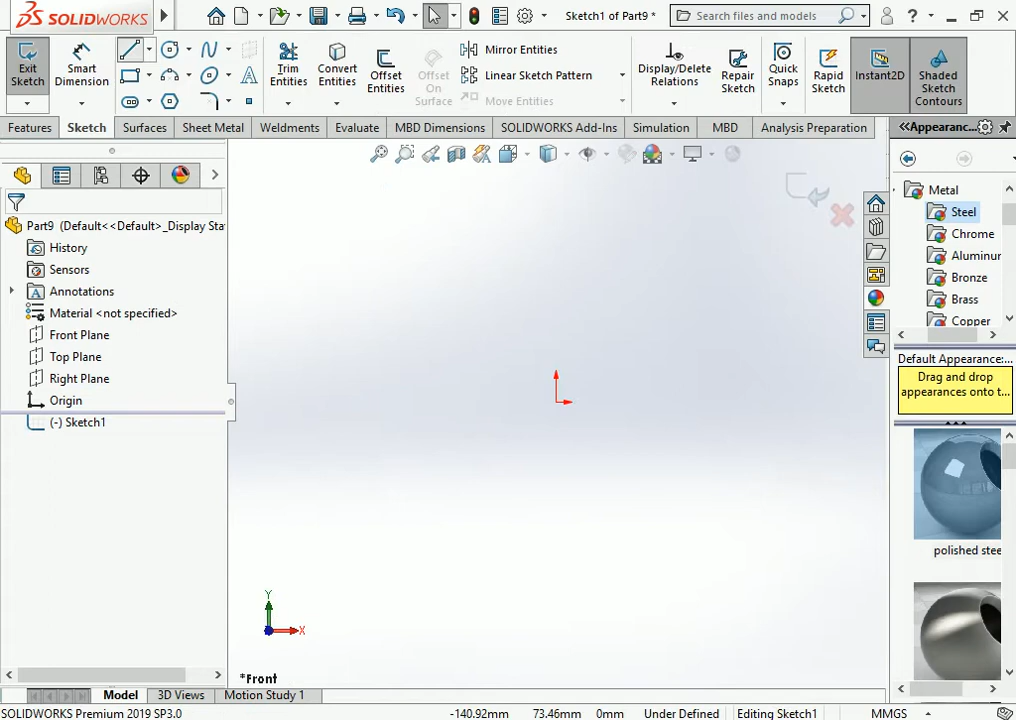 SOLIDWORKS
Sketch1 of Part9 *
Search files and models
Exit Sketch
Smart Dimension
Trim Entities
Convert Entities
Offset Entities
Offset On Surface
Mirror Entities
Linear Sketch Pattern
Move Entities
Display/Delete Relations
Repair Sketch
Quick Snaps
Rapid Sketch
Instant2D
Shaded Sketch Contours
Features
Sketch
Surfaces
Sheet Metal
Weldments
Evaluate
MBD Dimensions
SOLIDWORKS Add-Ins
Simulation
MBD
Analysis Preparation
<<Appearanc...
Part9 (Default<<Default>_Display Sta
History
Sensors
Annotations
Material <not specified>
Front Plane
Top Plane
Right Plane
Origin
(-) Sketch1
Metal
Steel
Chrome
Aluminur
Bronze
Brass
Copper
Default Appearance:...
Drag and drop
appearances onto t...
polished stee
Y
X
*Front
Model
3D Views
Motion Study 1
SOLIDWORKS Premium 2019 SP3.0
-140.92mm
73.46mm
0mm
Under Defined
Editing Sketch1
MMGS